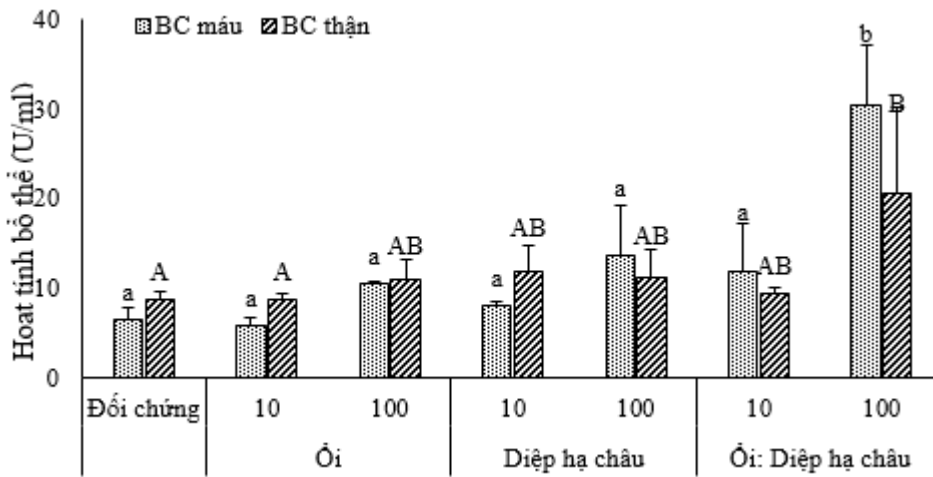 40
BC máu BC thận
b
30
B
20
a
a
AB
AB
a
AB
a
AB
10
a
A
a
A
0
Hoạt tính bổ thể (U/ml)
Đối chứng 10 100 10 100 10 100
Ổi Diệp hạ châu Ổi: Diệp hạ châu